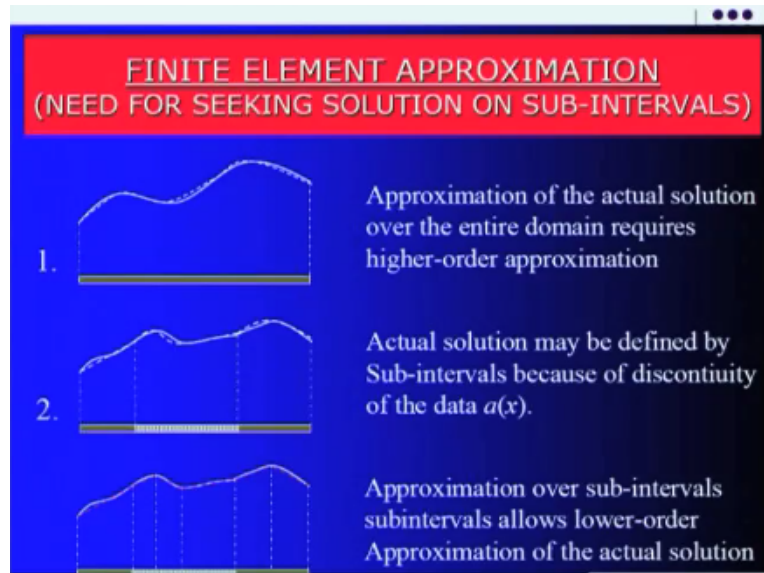 FINITE ELEMENT APPROXIMATION
(NEED FOR SEEKING SOLUTION ON SUB-INTERVALS)
1.
Approximation of the actual solution
over the entire domain requires
higher-order approximation
2.
Actual solution may be defined by
Sub-intervals because of discontiuity
of the data a(x).
Approximation over sub-intervals
subintervals allows lower-order
Approximation of the actual solution